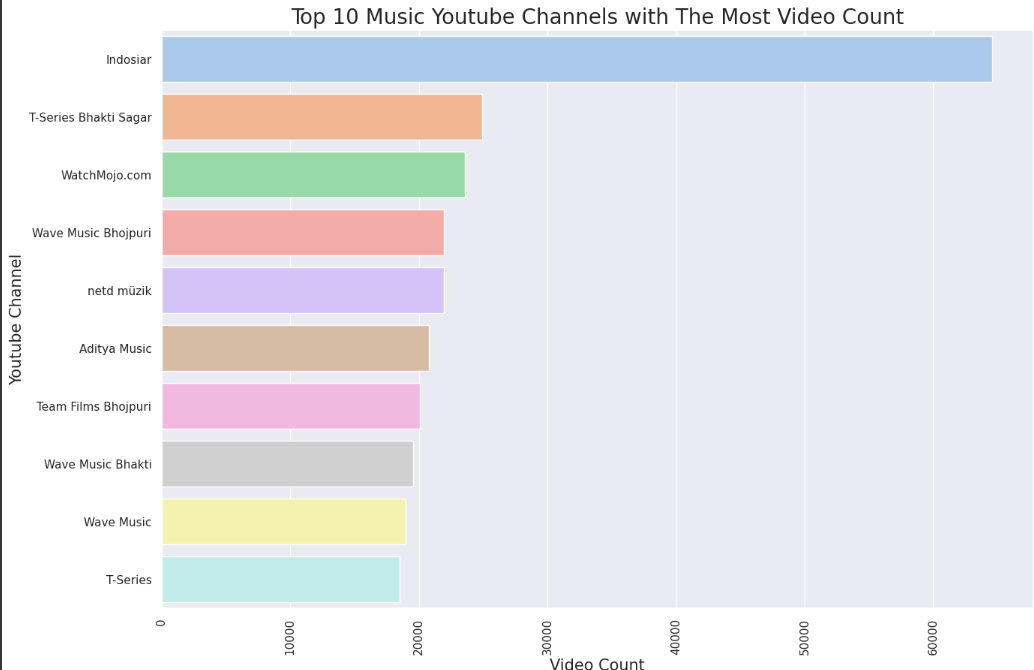 Top 10 Music Youtube Channels with The Most Video Count
Youtube Channel
Indosiar
T-Series Bhakti Sagar
WatchMojo.com
Wave Music Bhojpuri
netd müzik
Aditya Music
Team Films Bhojpuri
Wave Music Bhakti
Wave Music
T-Series
0
10000
20000
30000
40000
50000
60000
Video Count